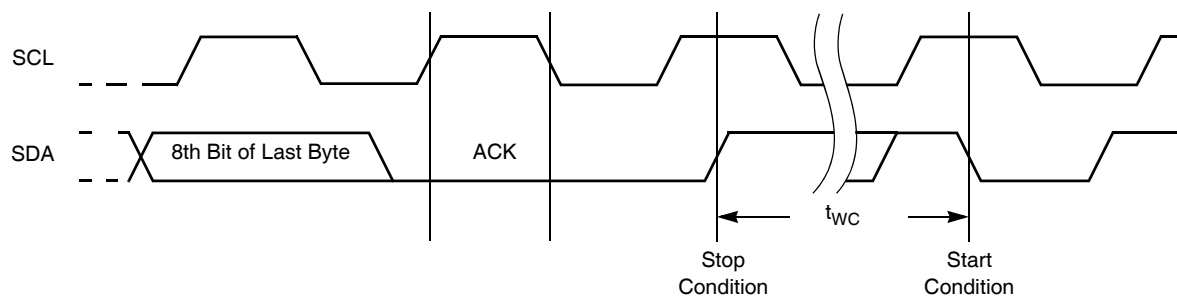 SCL
SDA
8th Bit of Last Byte
ACK
tWC
Stop
Condition
Start
Condition